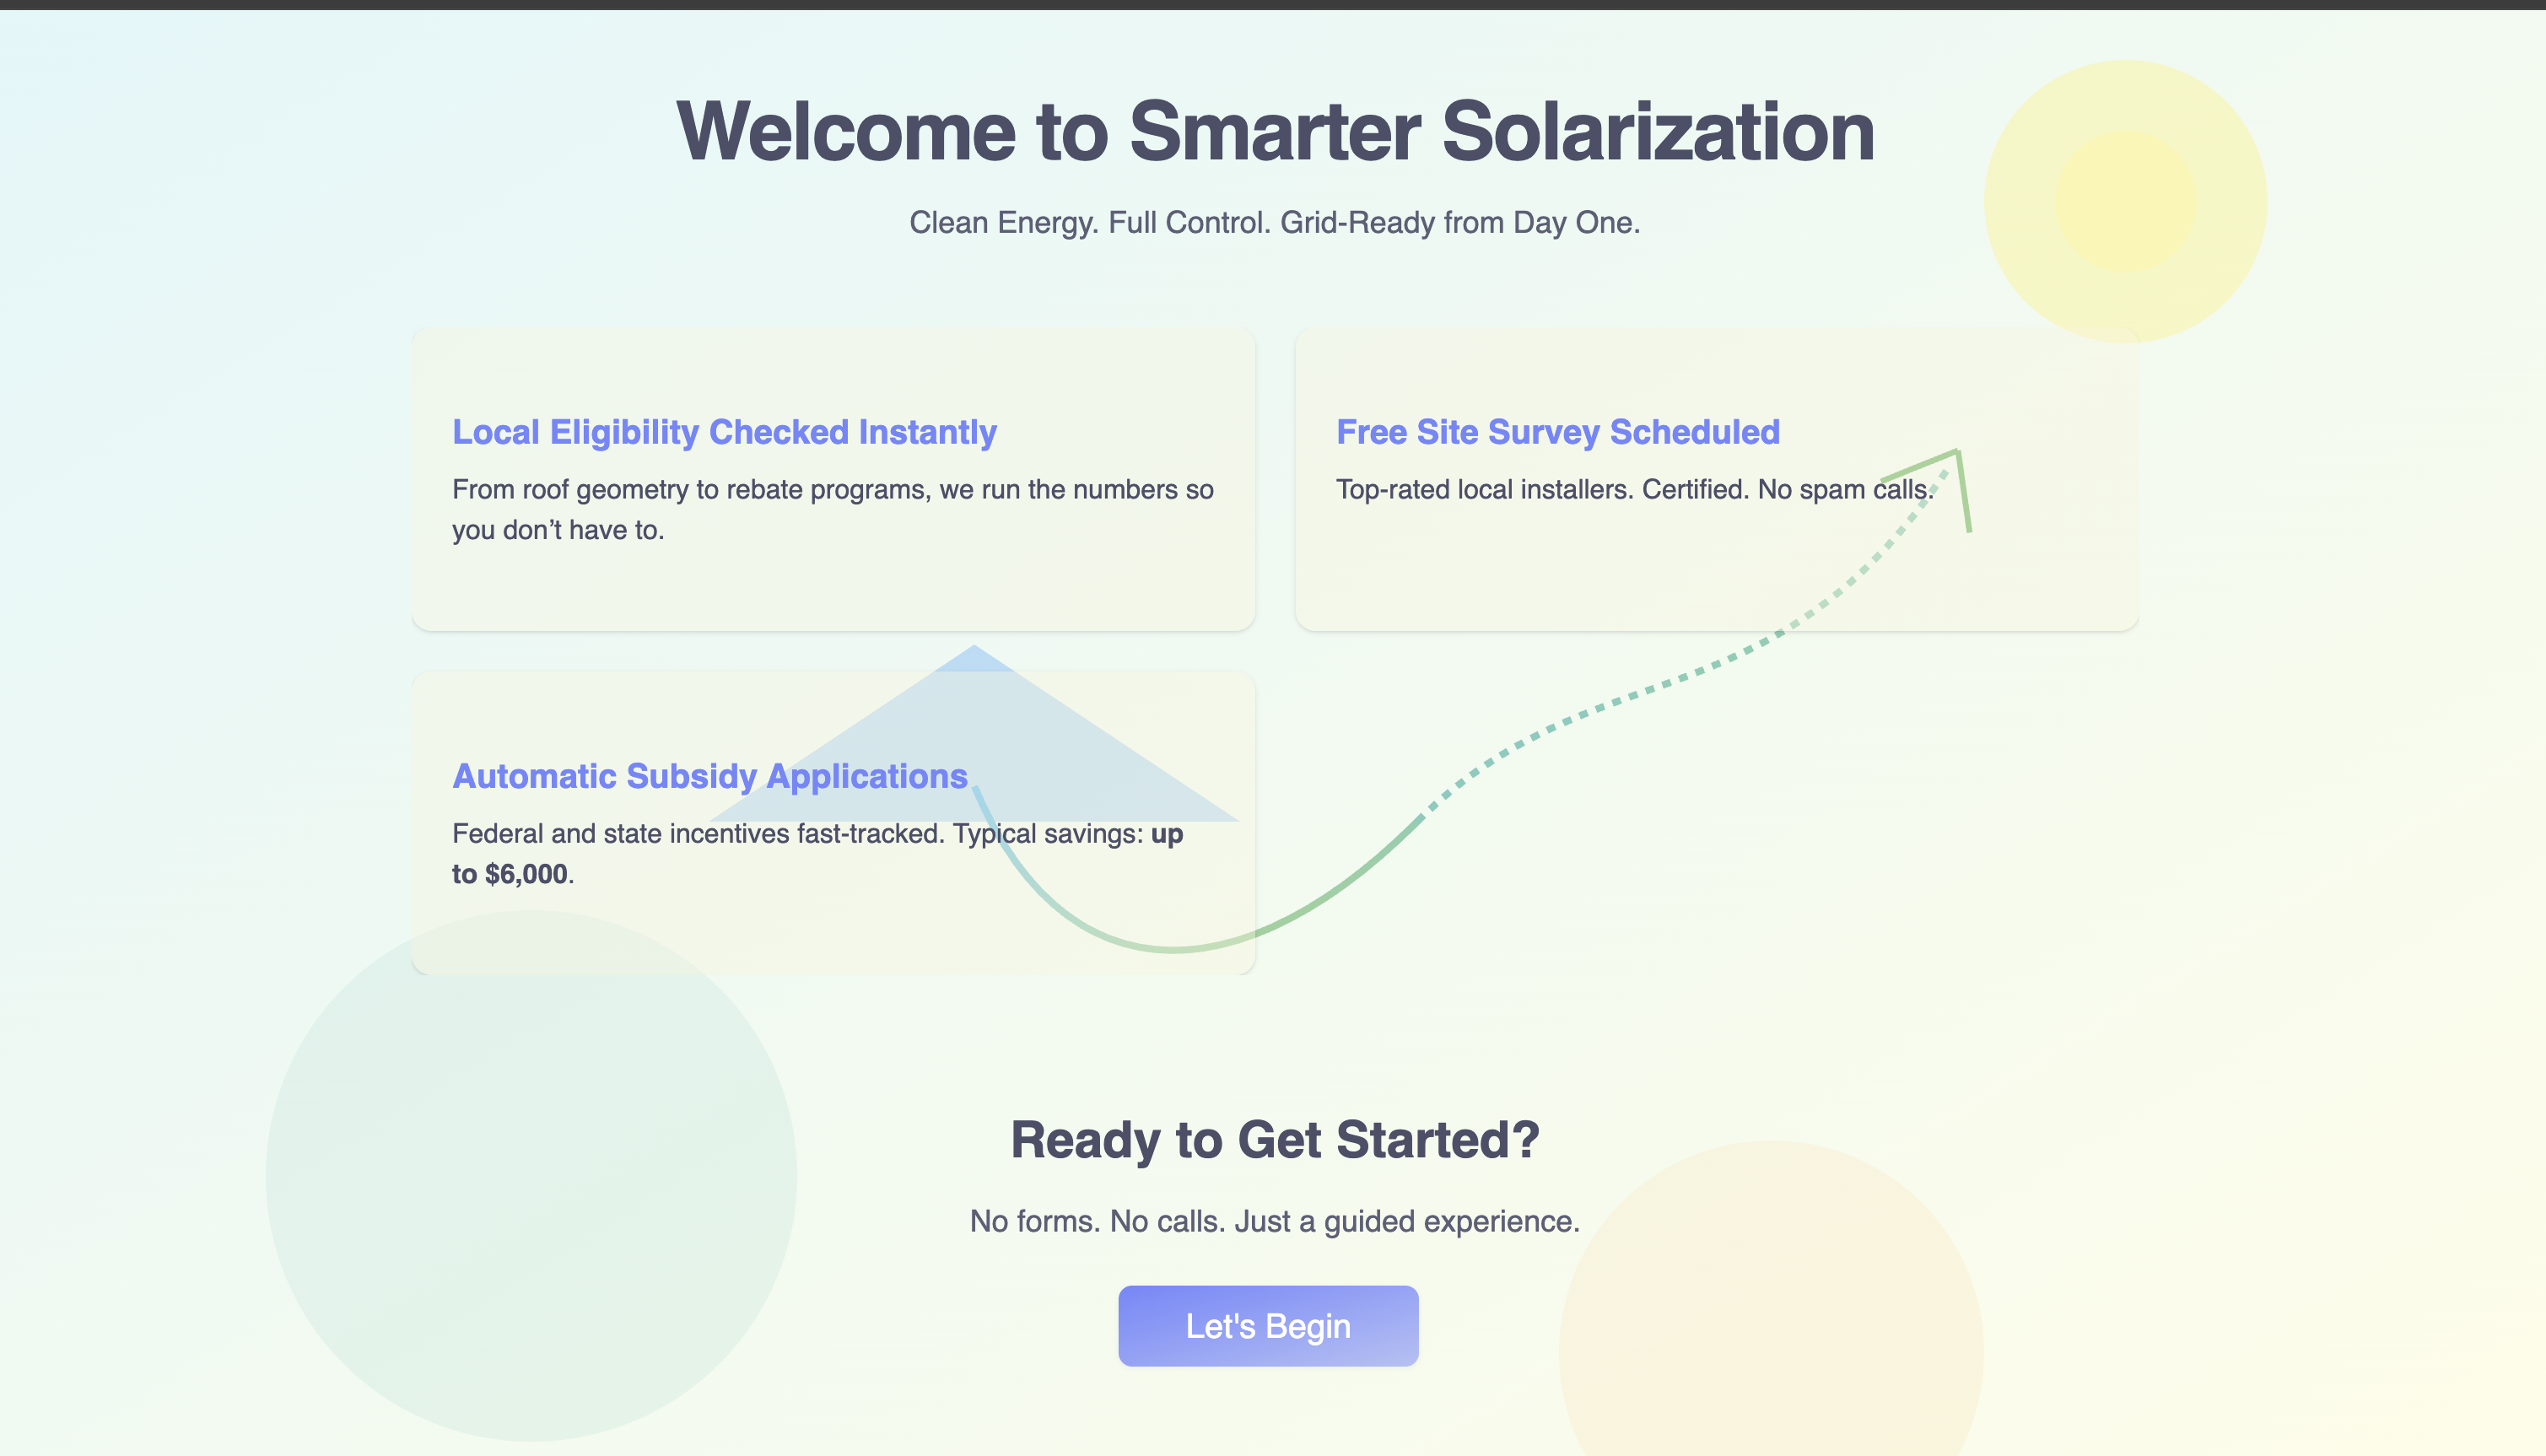 Welcome to Smarter Solarization
Clean Energy. Full Control. Grid-Ready from Day One.
Local Eligibility Checked Instantly
From roof geometry to rebate programs, we run the numbers so
you don’t have to.
Free Site Survey Scheduled
Top-rated local installers. Certified. No spam calls.
Automatic Subsidy Applications
Federal and state incentives fast-tracked. Typical savings: up
to $6,000.
Ready to Get Started?
No forms. No calls. Just a guided experience.
Let's Begin